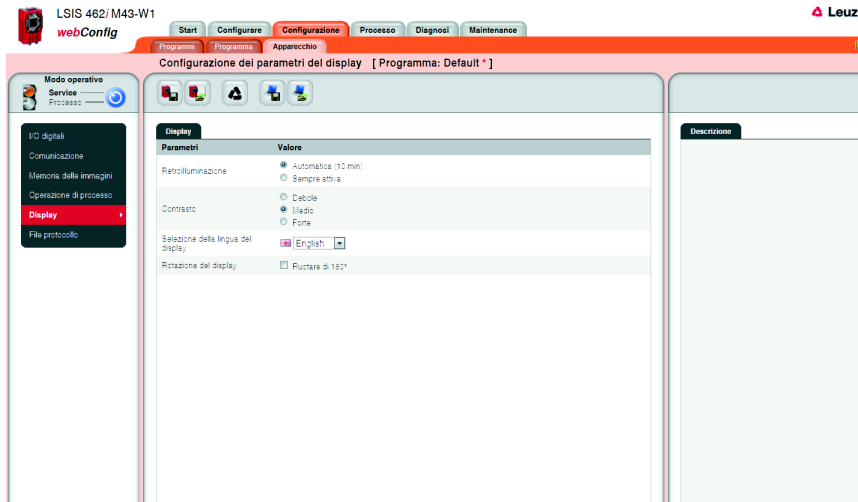 LSIS 462i M43-W1
webConfig
Leuz
Start Configurare Configurazione Processo Diagnosi Maintenance
Programmi Programma Apparecchio
Configurazione dei parametri del display [ Programma: Default * ]
Modo operativo
Service
Processo
I/O digitali
Comunicazione
Memoria delle immagini
Operazione di processo
Display
File protocollo
Display
Parametri Valore
Retroilluminazione
Automatica (10 min)
Sempre attiva
Contrasto
Debole
Medio
Forte
Selezione della lingua del
display
English
Rotazione del display
Ruotare di 180°
Descrizione